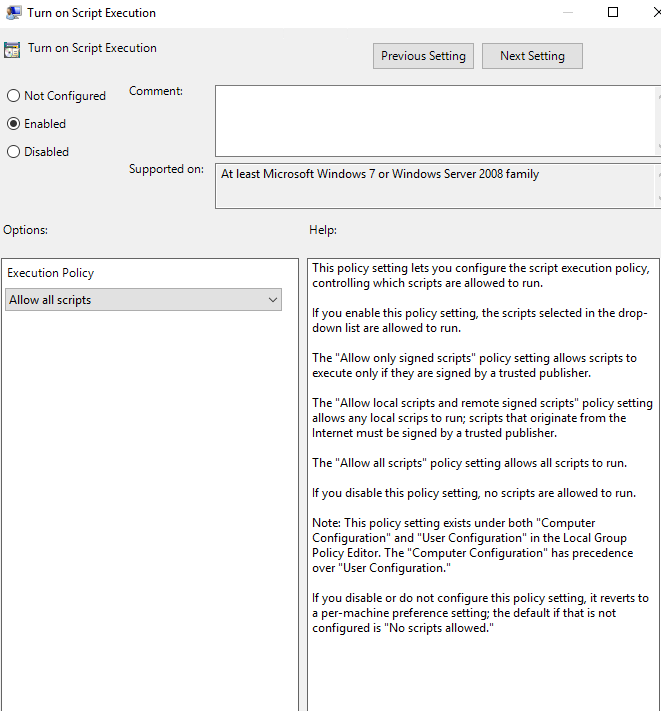 Turn on Script Execution
Turn on Script Execution
Previous Setting
Next Setting
Not Configured
Enabled
Disabled
Comment:
Supported on:
At least Microsoft Windows 7 or Windows Server 2008 family
Options:
Help:
Execution Policy
Allow all scripts
This policy setting lets you configure the script execution policy,
controlling which scripts are allowed to run.
If you enable this policy setting, the scripts selected in the drop-
down list are allowed to run.
The "Allow only signed scripts" policy setting allows scripts to
execute only if they are signed by a trusted publisher.
The "Allow local scripts and remote signed scripts" policy setting
allows any local scrips to run; scripts that originate from the
Internet must be signed by a trusted publisher.
The "Allow all scripts" policy setting allows all scripts to run.
If you disable this policy setting, no scripts are allowed to run.
Note: This policy setting exists under both "Computer
Configuration" and "User Configuration" in the Local Group
Policy Editor. The "Computer Configuration" has precedence
over "User Configuration."
If you disable or do not configure this policy setting, it reverts to
a per-machine preference setting; the default if that is not
configured is "No scripts allowed."